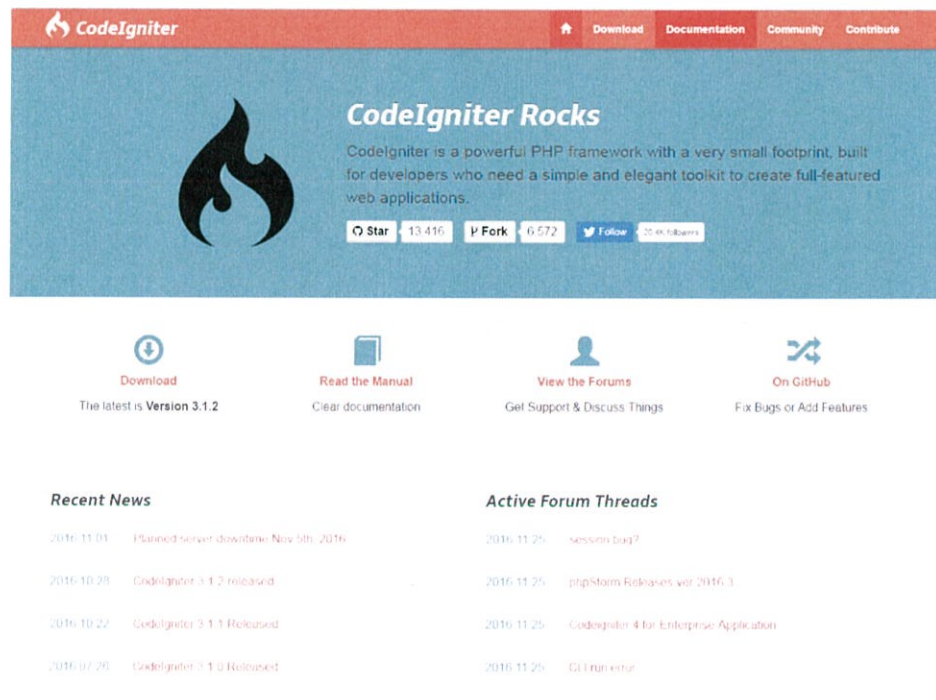 CodeIgniter
Download Documentation Community Contribute
CodeIgniter Rocks
CodeIgniter is a powerful PHP framework with a very small footprint, built
for developers who need a simple and elegant toolkit to create full-featured
web applications.
Star 13,416 Fork 6,572 Follow 20.4K followers
Download Read the Manual View the Forums On GitHub
The latest is Version 3.1.2 Clear documentation Get Support & Discuss Things Fix Bugs or Add Features
Recent News
2016.11.01 Planned server downtime Nov 5th, 2016
2016.10.28 CodeIgniter 3.1.2 released
2016.10.22 CodeIgniter 3.1.1 Released
2016.07.26 CodeIgniter 3.1.0 Released
Active Forum Threads
2016.11.25 session bug?
2016.11.25 phpStorm Releases ver 2016.3
2016.11.25 Codeigniter 4 for Enterprise Application
2016.11.25 CLI run error